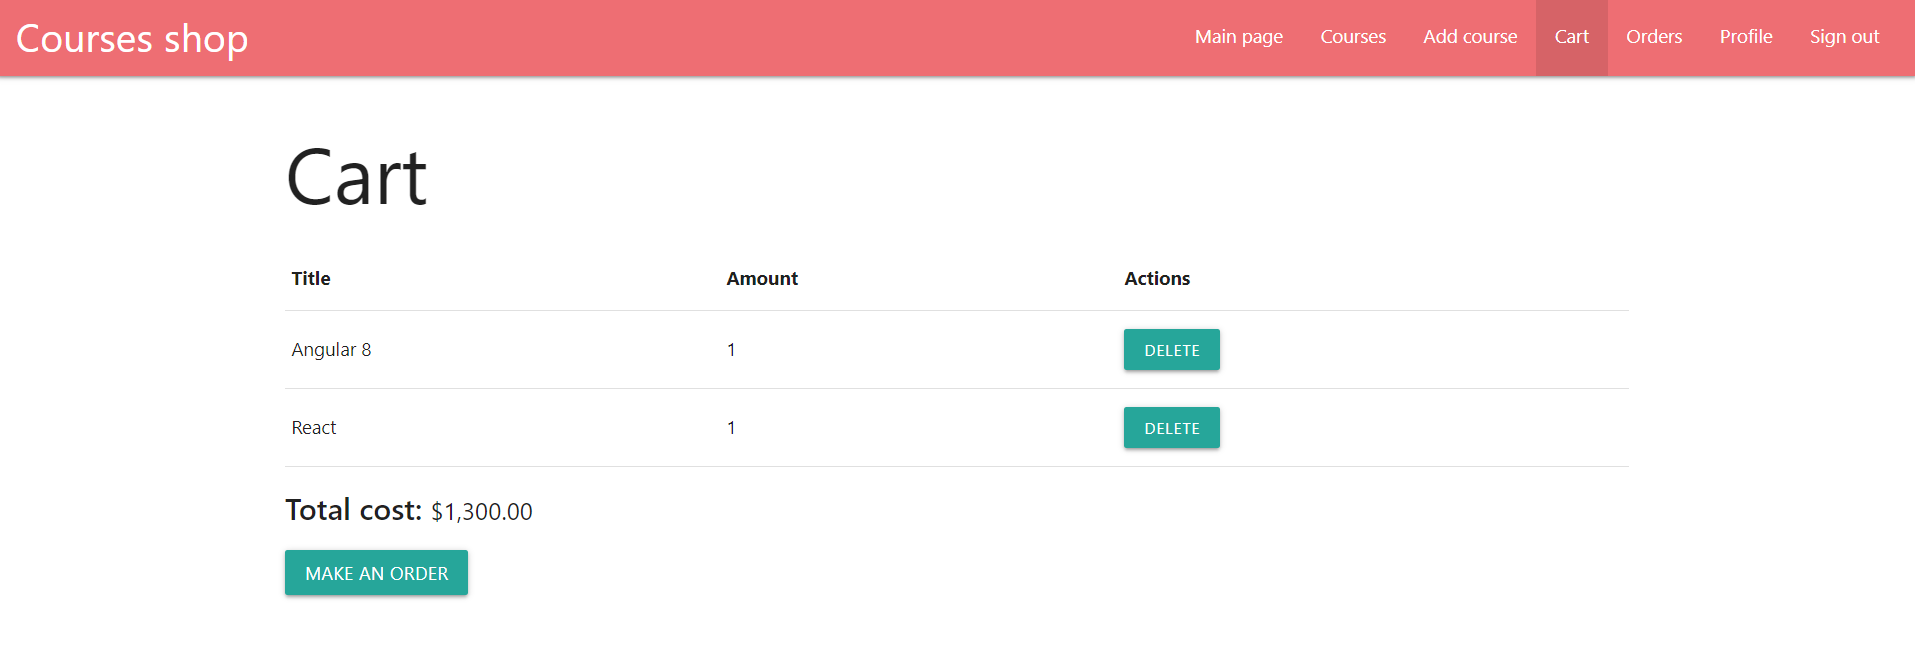 Courses shop Main page Courses Add course Cart Orders Profile Sign out
Cart
Title Amount Actions
Angular 8 1 DELETE
React 1 DELETE
Total cost: $1,300.00
MAKE AN ORDER